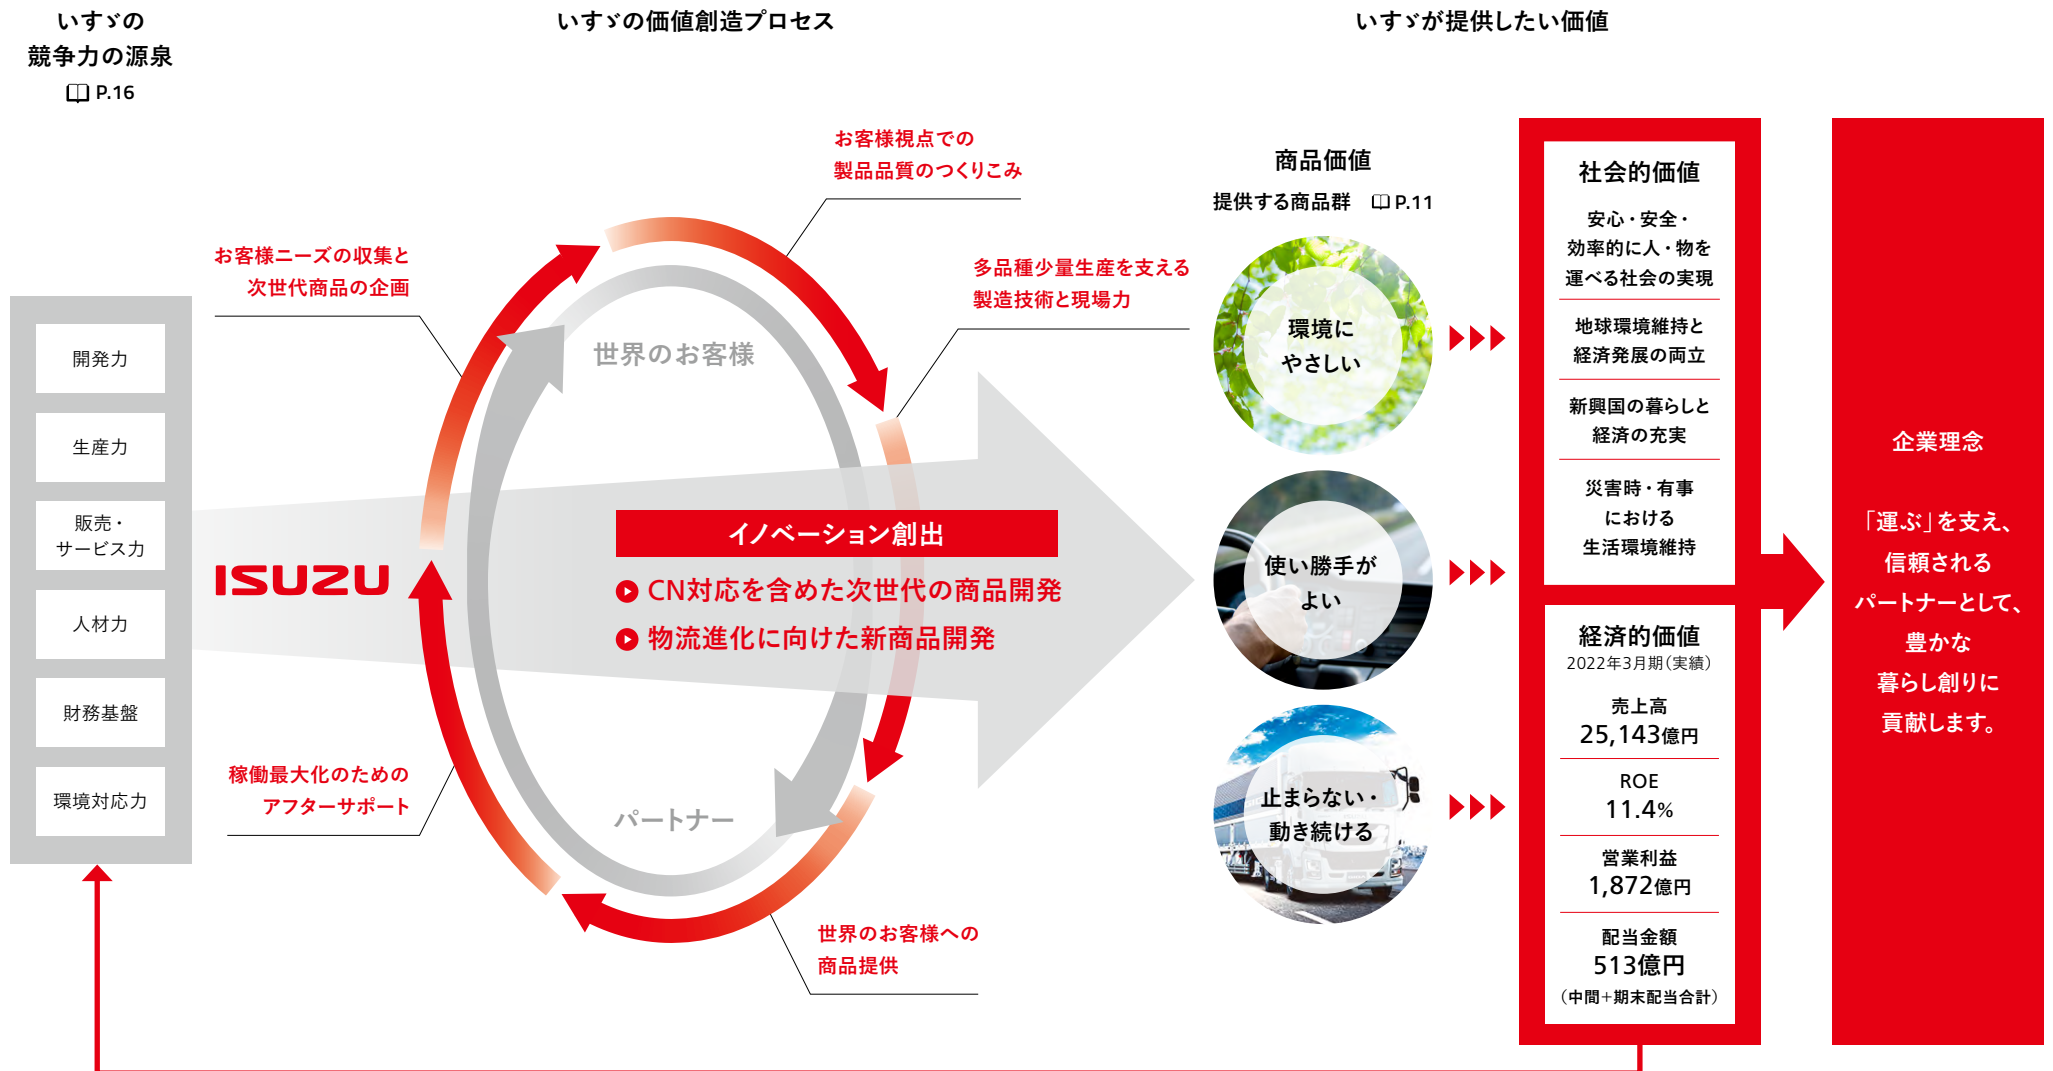 いすゞの
競争力の源泉
P.16
いすゞの価値創造プロセス
いすゞが提供したい価値
開発力
生産力
販売・
サービス力
人材力
財務基盤
環境対応力
ISUZU
お客様ニーズの収集と
次世代商品の企画
お客様視点での
製品品質のつくりこみ
多品種少量生産を支える
製造技術と現場力
世界のお客様への
商品提供
稼働最大化のための
アフターサポート
世界のお客様
パートナー
イノベーション創出
CN対応を含めた次世代の商品開発
物流進化に向けた新商品開発
商品価値
提供する商品群 P.11
環境に
やさしい
使い勝手が
よい
止まらない・
動き続ける
社会的価値
安心・安全・
効率的に人・物を
運べる社会の実現
地球環境維持と
経済発展の両立
新興国の暮らしと
経済の充実
災害時・有事
における
生活環境維持
経済的価値
2022年3月期(実績)
売上高
25,143億円
ROE
11.4%
営業利益
1,872億円
配当金額
513億円
(中間+期末配当合計)
企業理念
「運ぶ」を支え、
信頼される
パートナーとして、
豊かな
暮らし創りに
貢献します。